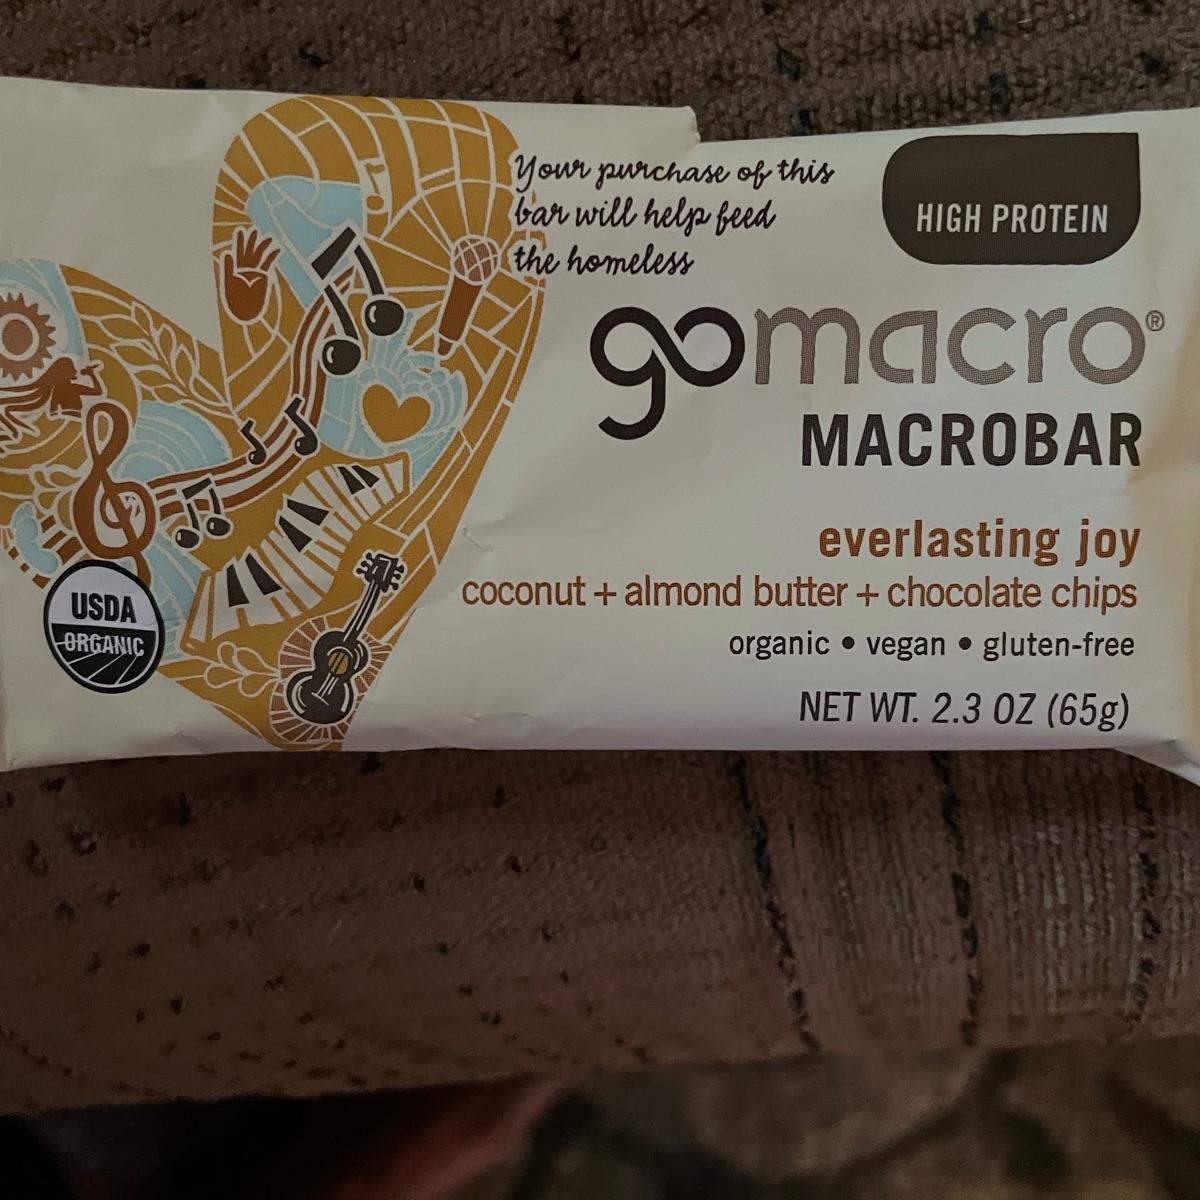 Your purchase of this
bar will help feed
the homeless
HIGH PROTEIN
gomacro®
MACROBAR
everlasting joy
coconut + almond butter + chocolate chips
organic • vegan • gluten-free
NET WT. 2.3 OZ (65g)
USDA
ORGANIC